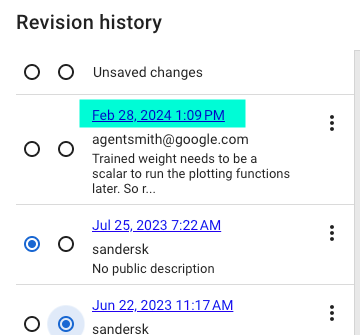 Revision history
Unsaved changes
Feb 28, 2024 1:09 PM
agentsmith@google.com
Trained weight needs to be a
scalar to run the plotting functions
later. So r...
Jul 25, 2023 7:22 AM
sandersk
No public description
Jun 22, 2023 11:17 AM
sandersk